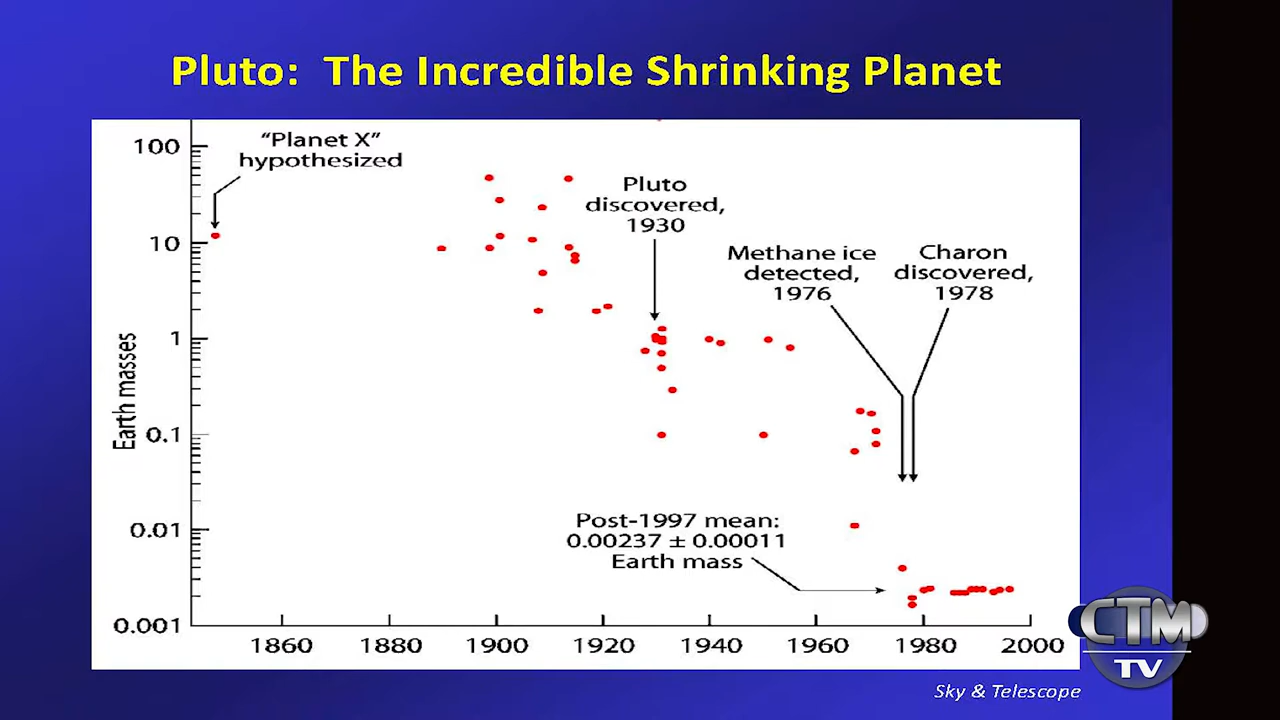 Pluto: The Incredible Shrinking Planet
100
10
1
0.1
0.01
0.001
Earth masses
"Planet X"
hypothesized
Pluto
discovered,
1930
Methane ice
detected,
1976
Charon
discovered,
1978
Post-1997 mean:
0.00237 ± 0.00011
Earth mass
1860 1880 1900 1920 1940 1960 1980 2000
CTM
TV
Sky & Telescope